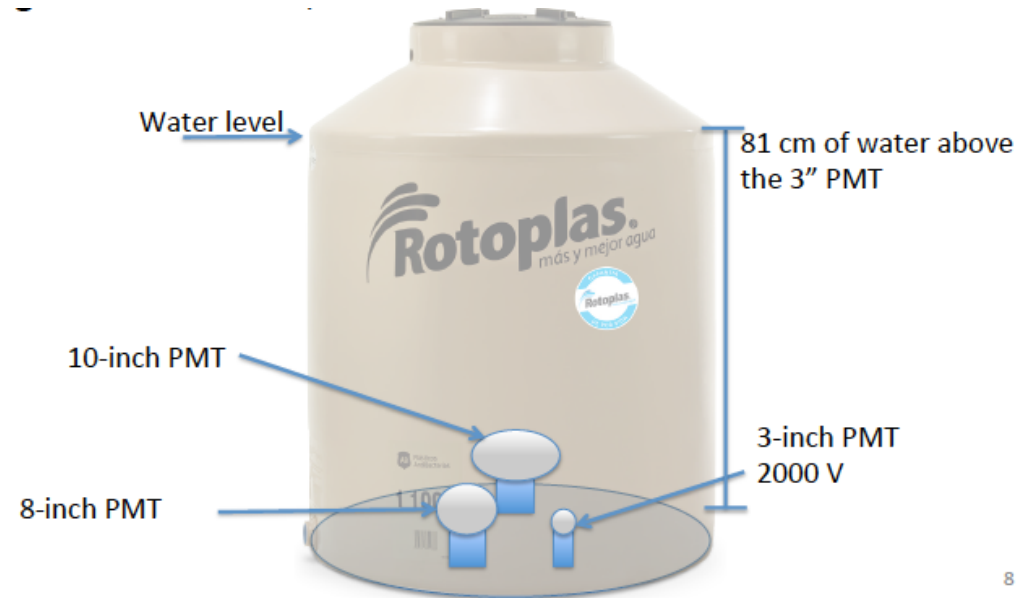 Water level
81 cm of water above
the 3” PMT
Rotoplas.
más y mejor agua
Rotoplas
10-inch PMT
3-inch PMT
2000 V
8-inch PMT
8